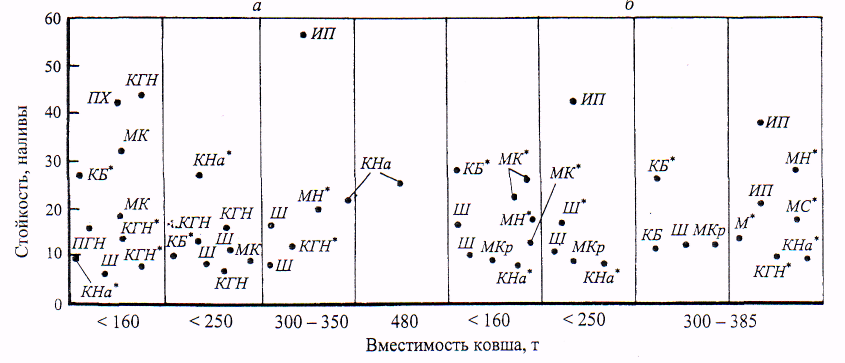 а б
60
50
40
30
20
10
0
Стойкость, наливы
ИП
ПХ КГН
МК
КБ*
МК
КГН*
ПГН
Ш КГН*
КНа*
КНа*
КГН КГН
КБ* Ш
Ш МК
КГН
Ш МН*
КГН*
Ш
КНа
КБ* МК*
МК*
Ш МН*
Ш МКр
КНа*
ИП
Ш*
Ш МКр
КНа*
КБ*
КБ Ш МКр
ИП
МН*
ИП
М* МС*
КНа*
КГН*
< 160 < 250 300 – 350 480 < 160 < 250 300 – 385
Вместимость ковша, т